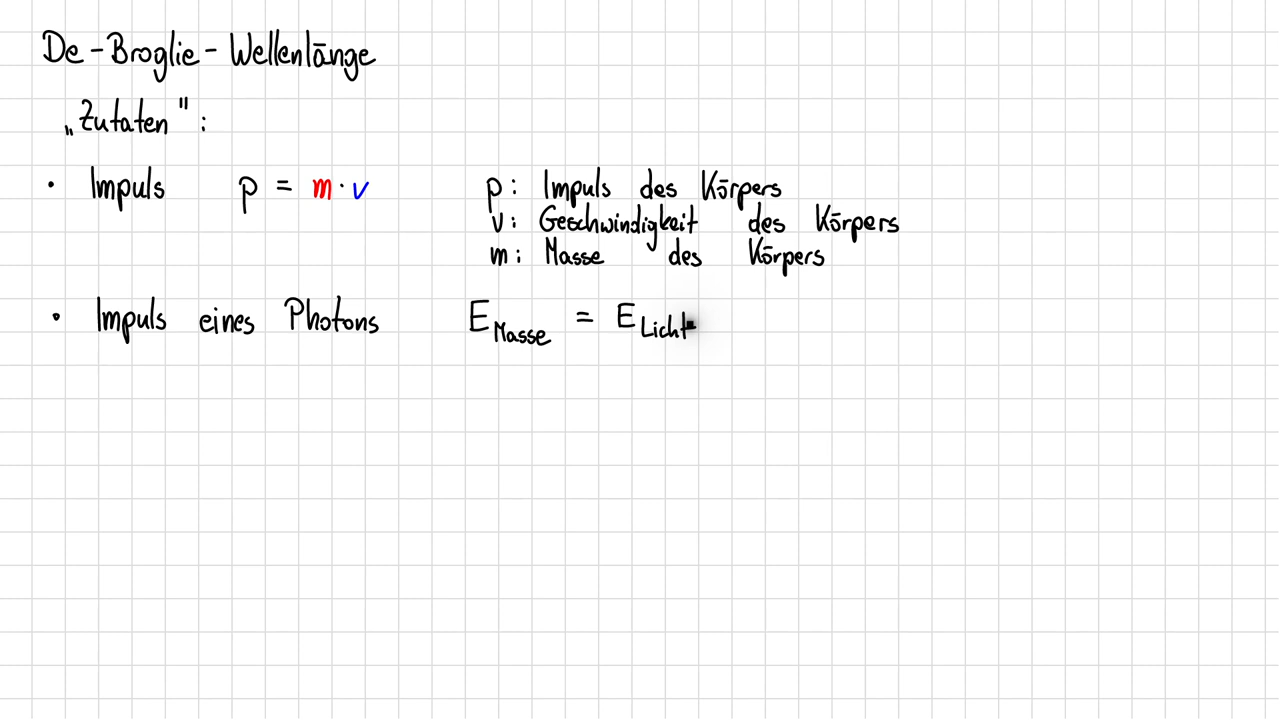 De-Broglie-Wellenlänge
„Zutaten":
· Impuls p = m · v p: Impuls des Körpers
v: Geschwindigkeit des Körpers
m: Masse des Körpers
· Impuls eines Photons E_Masse = E_Licht